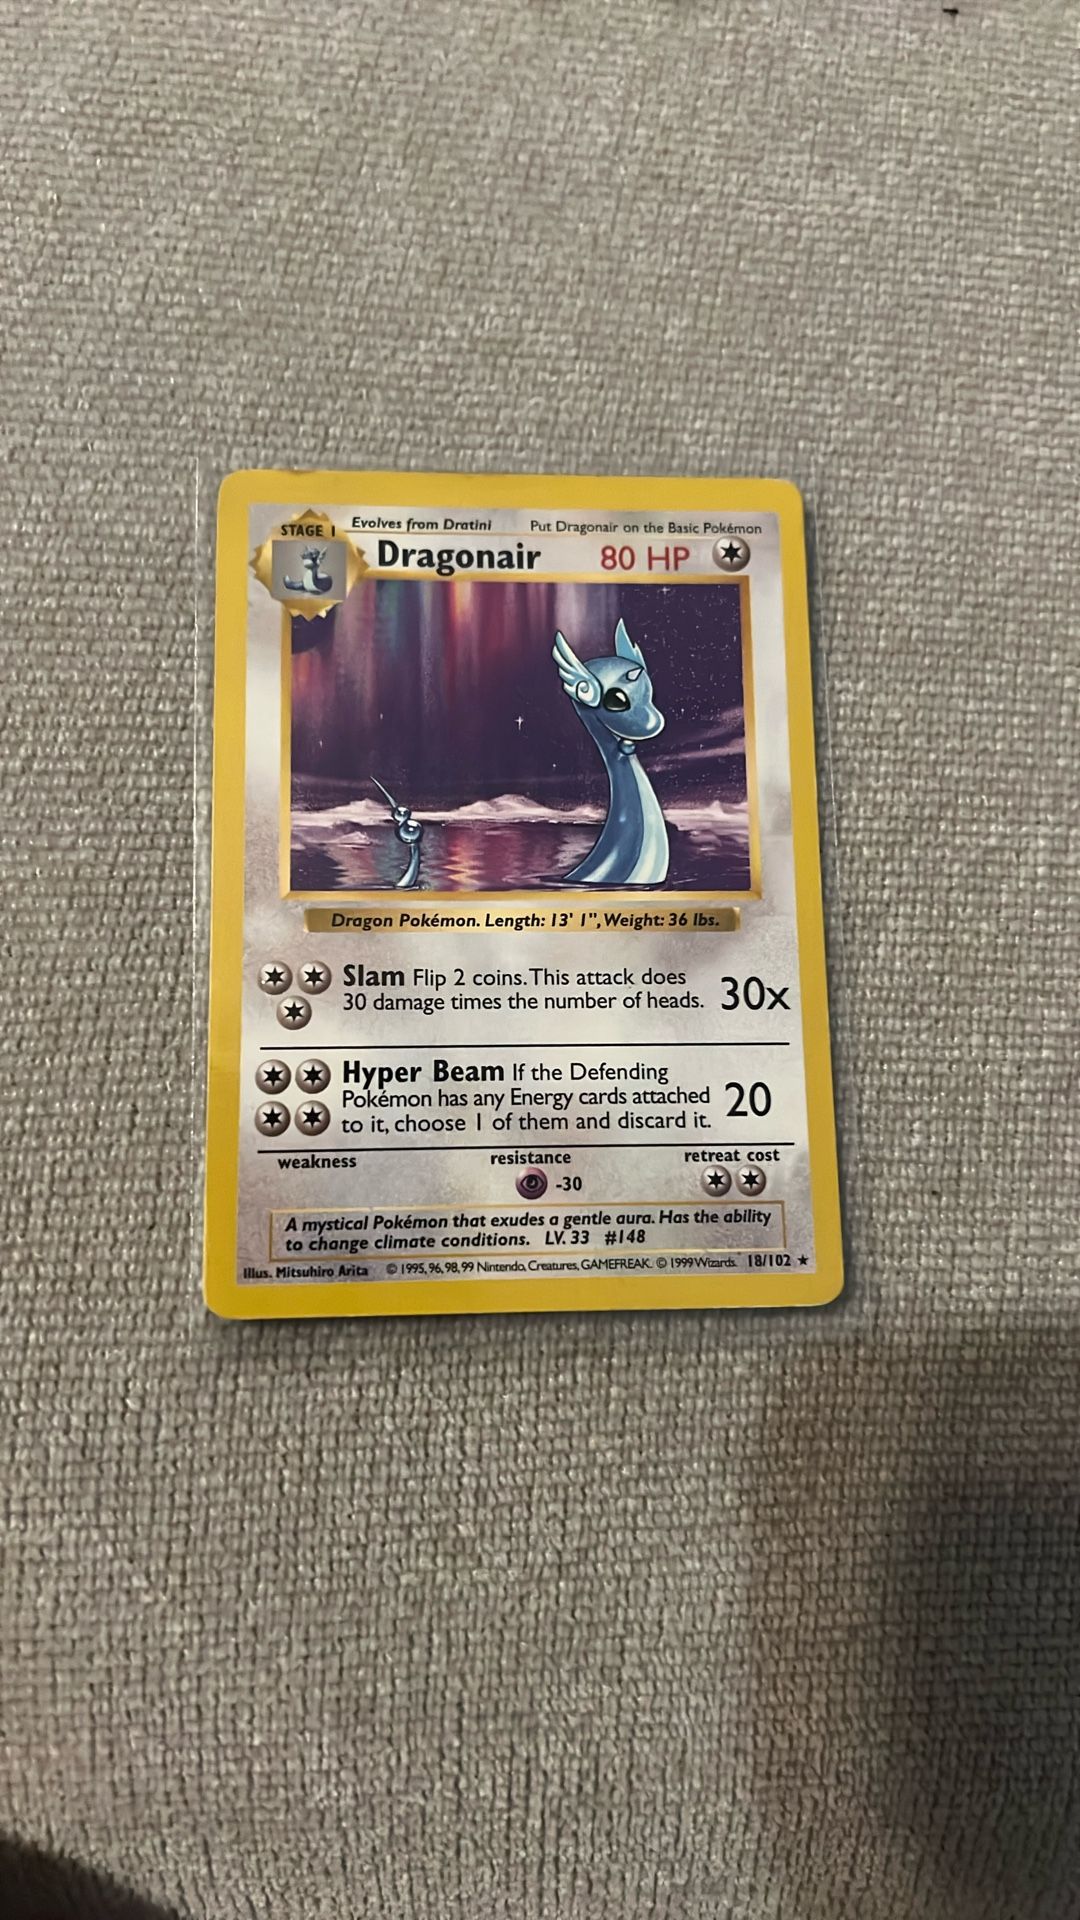 STAGE 1
Evolves from Dratini
Put Dragonair on the Basic Pokémon
Dragonair 80 HP
Dragon Pokémon. Length: 13' 1", Weight: 36 lbs.
Slam Flip 2 coins. This attack does
30 damage times the number of heads. 30x
Hyper Beam If the Defending
Pokémon has any Energy cards attached
to it, choose 1 of them and discard it. 20
weakness resistance retreat cost
-30
A mystical Pokémon that exudes a gentle aura. Has the ability
to change climate conditions. LV. 33 #148
Illus. Mitsuhiro Arita © 1995, 96, 98, 99 Nintendo, Creatures, GAMEFREAK. © 1999 Wizards. 18/102 ★